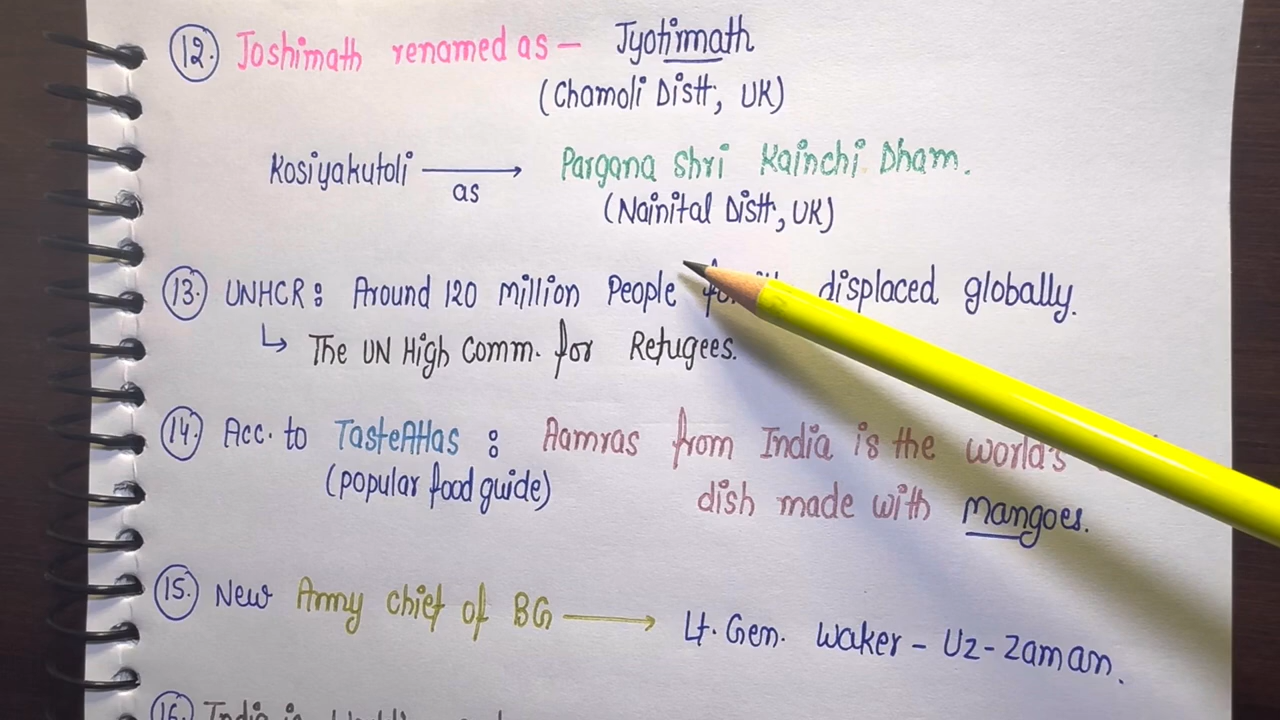 12. Joshimath renamed as - Jyotirmath
(Chamoli Distt, UK)
Kosiyakutoli → Pargana Shri Kainchi Dham.
as
(Nainital Distt, UK)
13. UNHCR: Around 120 Million People displaced globally.
↳ The UN High Comm. for Refugees.
14. Acc. to TasteAtlas : Aamras from India is the world's
(popular food guide) dish made with Mangoes.
15. New Army chief of BG → Lt. Gen. Waker-Uz-Zaman.
16. India